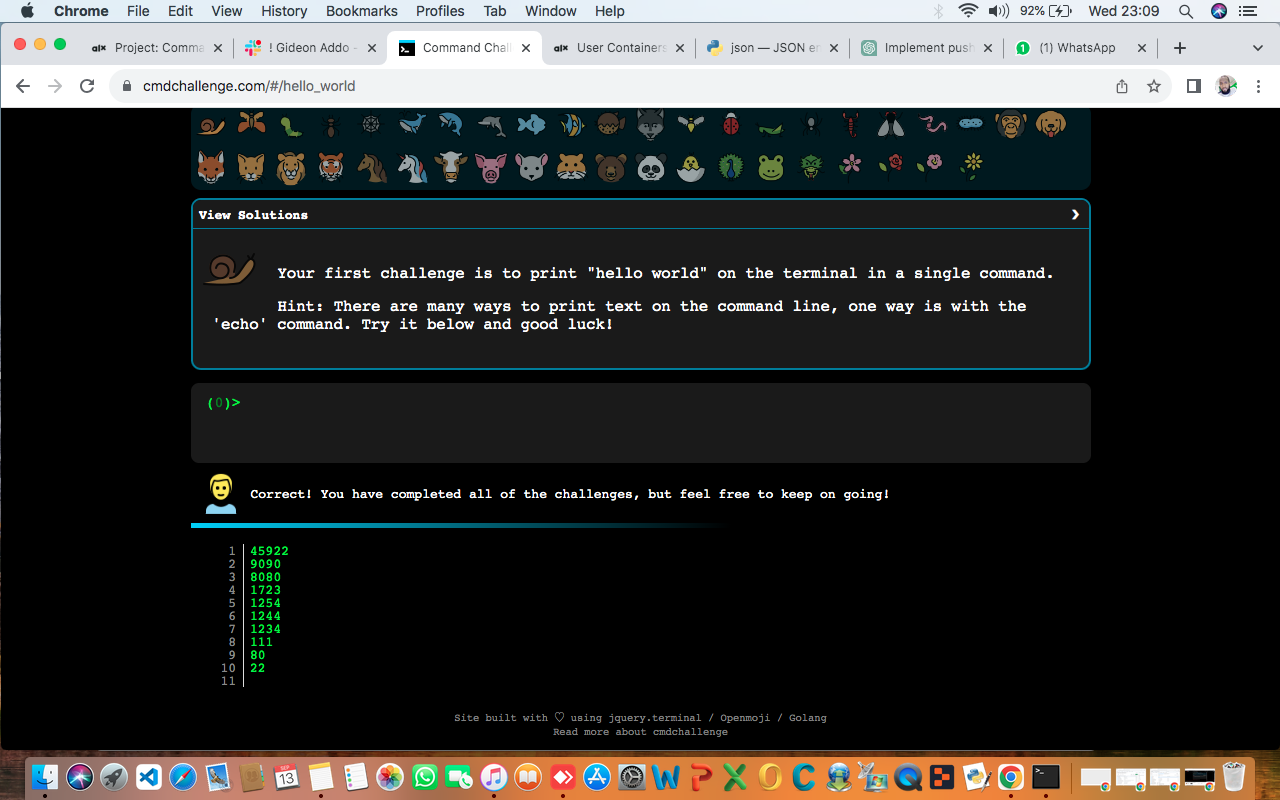 Chrome File Edit View History Bookmarks Profiles Tab Window Help 92% Wed 23:09
alx Project: Comma ! Gideon Addo - Command Chal alx User Containers json — JSON en Implement push 1 (1) WhatsApp
cmdchallenge.com/#/hello_world
View Solutions
Your first challenge is to print "hello world" on the terminal in a single command.
Hint: There are many ways to print text on the command line, one way is with the
'echo' command. Try it below and good luck!
(0)>
Correct! You have completed all of the challenges, but feel free to keep on going!
1 45922
2 9090
3 8080
4 1723
5 1254
6 1244
7 1234
8 111
9 80
10 22
11
Site built with ♡ using jquery.terminal / Openmoji / Golang
Read more about cmdchallenge
SEP
13